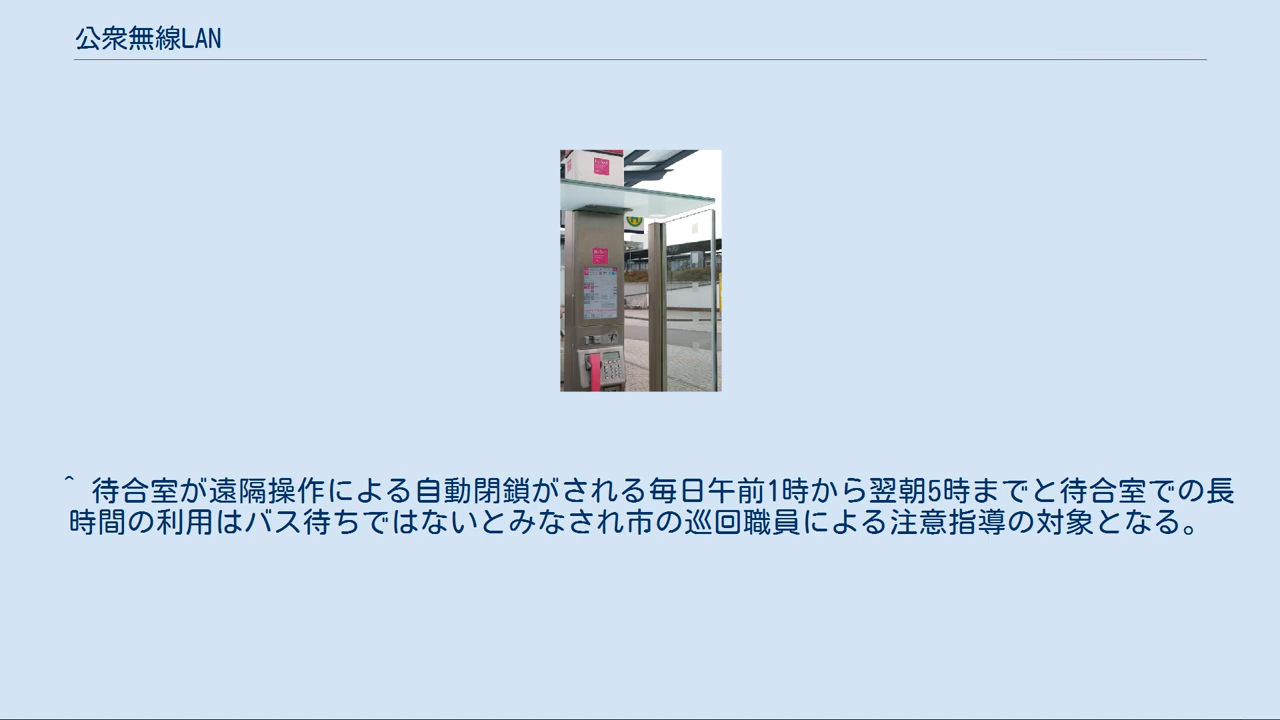 公衆無線LAN
^ 待合室が遠隔操作による自動閉鎖がされる毎日午前1時から翌朝5時までと待合室での長
時間の利用はバス待ちではないとみなされ市の巡回職員による注意指導の対象となる。